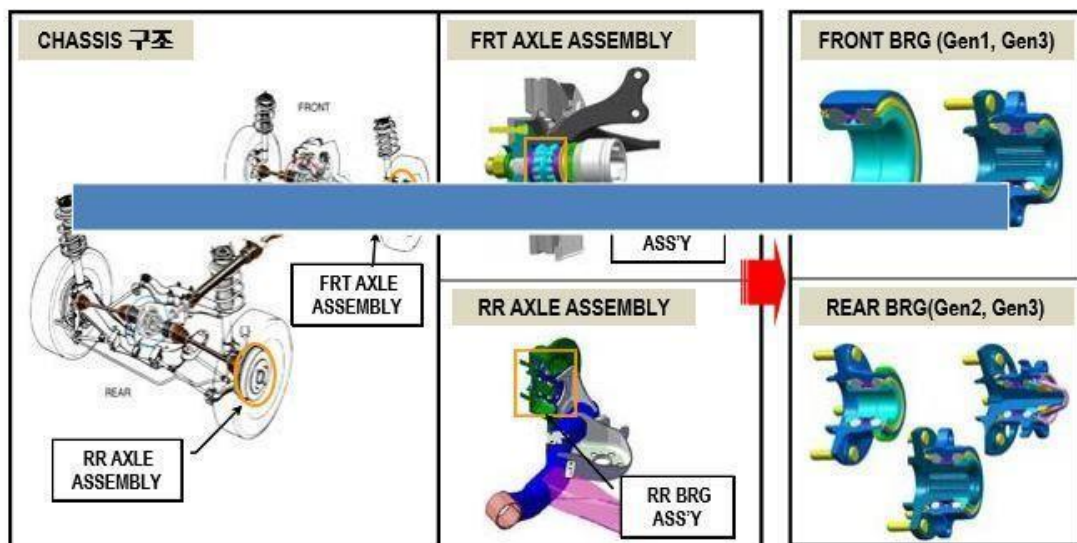 CHASSIS 구조
FRONT
FRT AXLE
ASSEMBLY
REAR
RR AXLE
ASSEMBLY
FRT AXLE ASSEMBLY
ASS'Y
RR AXLE ASSEMBLY
RR BRG
ASS'Y
FRONT BRG (Gen1, Gen3)
REAR BRG(Gen2, Gen3)